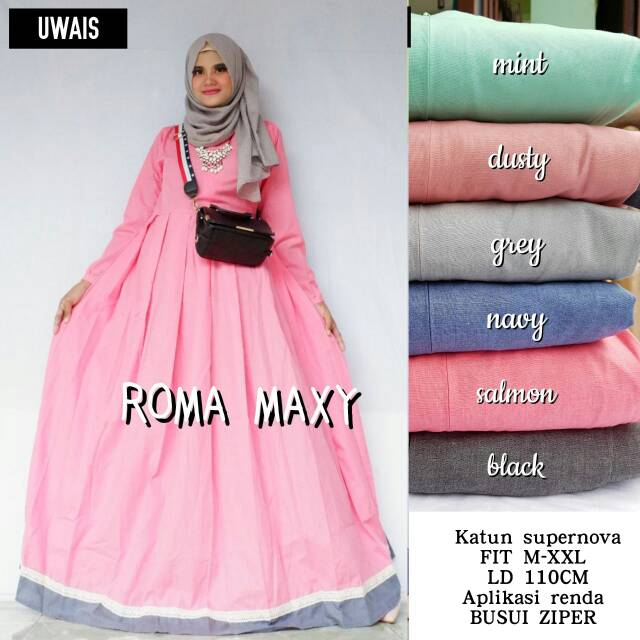 UWAIS
ROMA MAXY
mint
dusty
grey
navy
salmon
black
Katun supernova
FIT M-XXL
LD 110CM
Aplikasi renda
BUSUI ZIPER